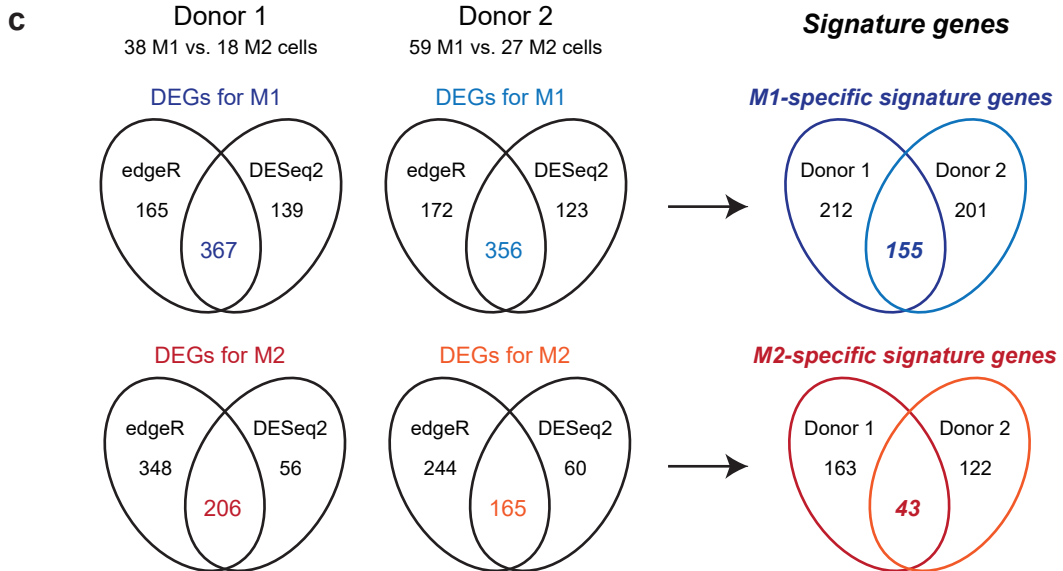 c
Donor 1
38 M1 vs. 18 M2 cells
Donor 2
59 M1 vs. 27 M2 cells
Signature genes
DEGs for M1
edgeR
DESeq2
165
139
367
DEGs for M1
edgeR
DESeq2
172
123
356
M1-specific signature genes
Donor 1
Donor 2
212
201
155
DEGs for M2
edgeR
DESeq2
348
56
206
DEGs for M2
edgeR
DESeq2
244
60
165
M2-specific signature genes
Donor 1
Donor 2
163
122
43